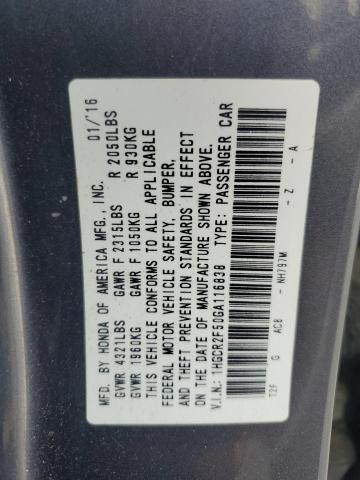 MFD. BY HONDA OF AMERICA MFG., INC. 01/'16
GVWR 4321LBS GAWR F 2315LBS R 2050LBS
GVWR 1960KG GAWR F 1050KG R 930KG
THIS VEHICLE CONFORMS TO ALL APPLICABLE
FEDERAL MOTOR VEHICLE SAFETY, BUMPER,
AND THEFT PREVENTION STANDARDS IN EFFECT
ON THE DATE OF MANUFACTURE SHOWN ABOVE.
V.I.N.: 1HGCR2F50GA116838 TYPE: PASSENGER CAR
T2F G AC8 - NH797M - Z - A